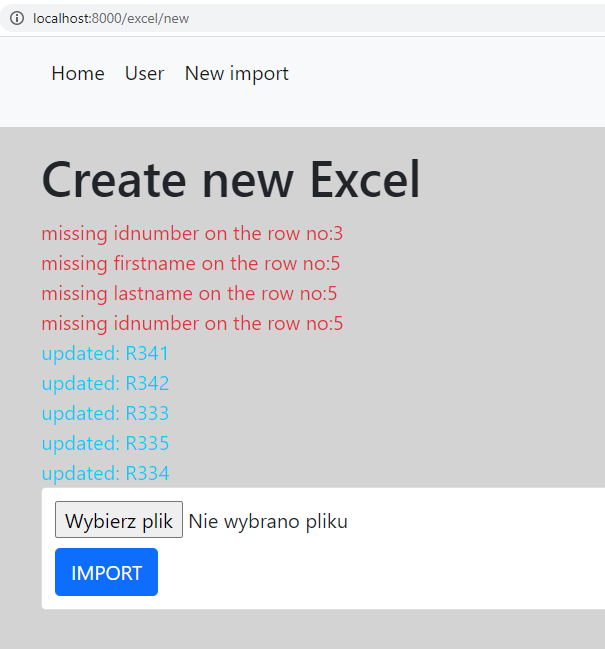 localhost:8000/excel/new
Home User New import
Create new Excel
missing idnumber on the row no:3
missing firstname on the row no:5
missing lastname on the row no:5
missing idnumber on the row no:5
updated: R341
updated: R342
updated: R333
updated: R335
updated: R334
Wybierz plik Nie wybrano pliku
IMPORT